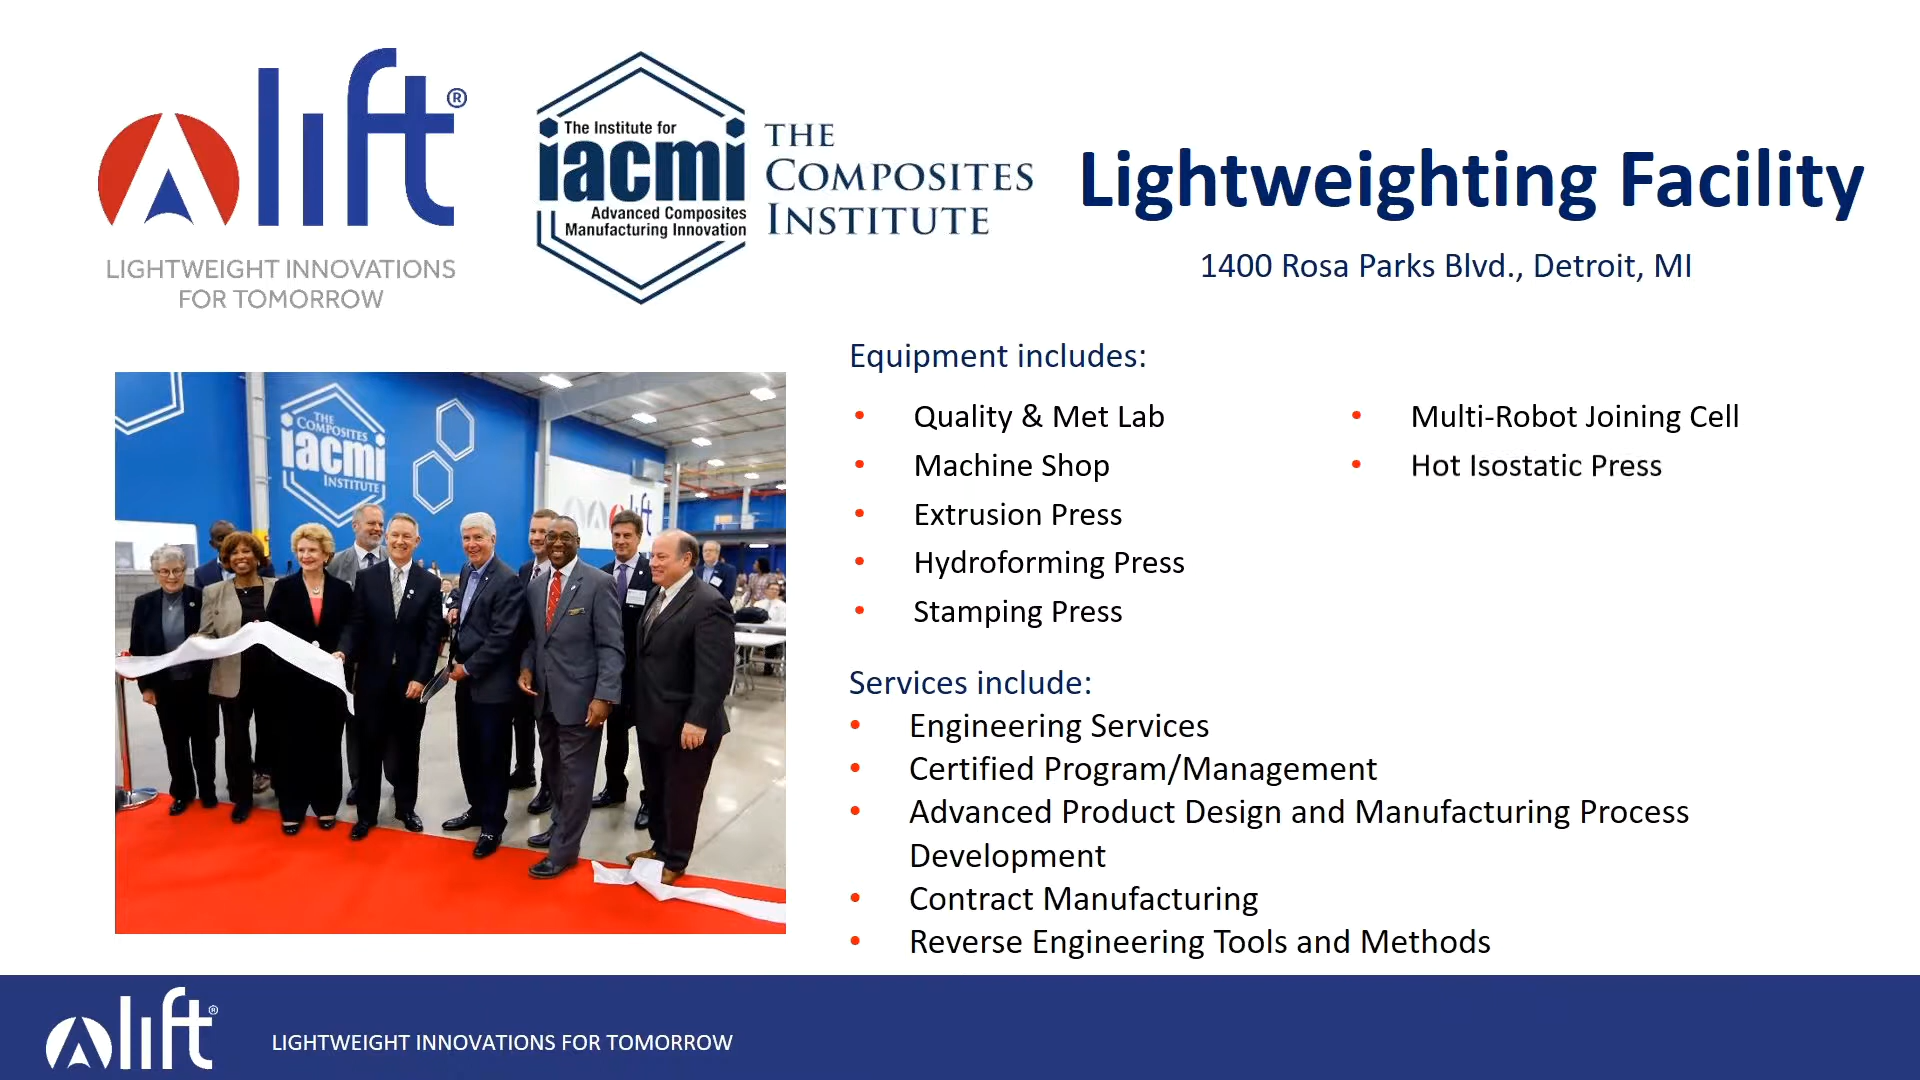 lift®
LIGHTWEIGHT INNOVATIONS
FOR TOMORROW
The Institute for
iacmi
Advanced Composites
Manufacturing Innovation
THE
COMPOSITES
INSTITUTE
Lightweighting Facility
1400 Rosa Parks Blvd., Detroit, MI
THE
COMPOSITES
iacmi
INSTITUTE
lift
Equipment includes:
• Quality & Met Lab
• Machine Shop
• Extrusion Press
• Hydroforming Press
• Stamping Press
• Multi-Robot Joining Cell
• Hot Isostatic Press
Services include:
• Engineering Services
• Certified Program/Management
• Advanced Product Design and Manufacturing Process
Development
• Contract Manufacturing
• Reverse Engineering Tools and Methods
lift®
LIGHTWEIGHT INNOVATIONS FOR TOMORROW